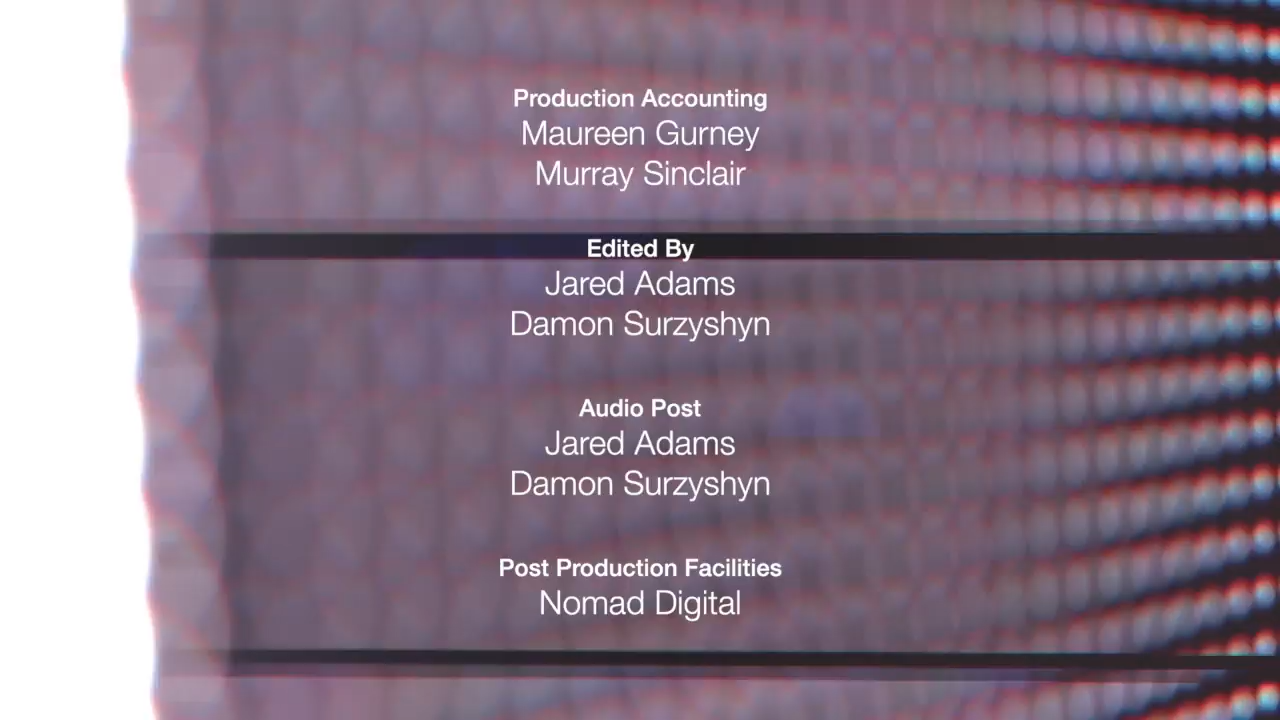 Production Accounting
Maureen Gurney
Murray Sinclair
Edited By
Jared Adams
Damon Surzyshyn
Audio Post
Jared Adams
Damon Surzyshyn
Post Production Facilities
Nomad Digital